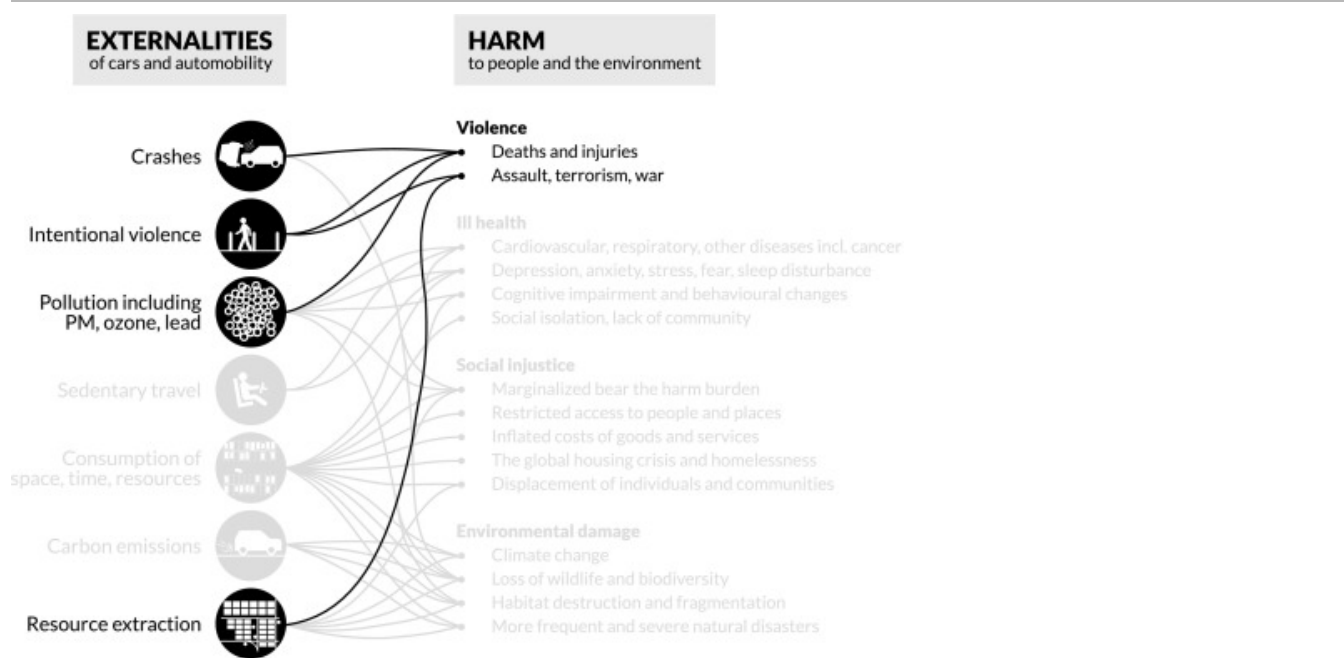 EXTERNALITIES
of cars and automobility
HARM
to people and the environment
Crashes
Intentional violence
Pollution including
PM, ozone, lead
Sedentary travel
Consumption of
space, time, resources
Carbon emissions
Resource extraction
Violence
Deaths and injuries
Assault, terrorism, war
Ill health
Cardiovascular, respiratory, other diseases incl. cancer
Depression, anxiety, stress, fear, sleep disturbance
Cognitive impairment and behavioural changes
Social isolation, lack of community
Social injustice
Marginalized bear the harm burden
Restricted access to people and places
Inflated costs of goods and services
The global housing crisis and homelessness
Displacement of individuals and communities
Environmental damage
Climate change
Loss of wildlife and biodiversity
Habitat destruction and fragmentation
More frequent and severe natural disasters